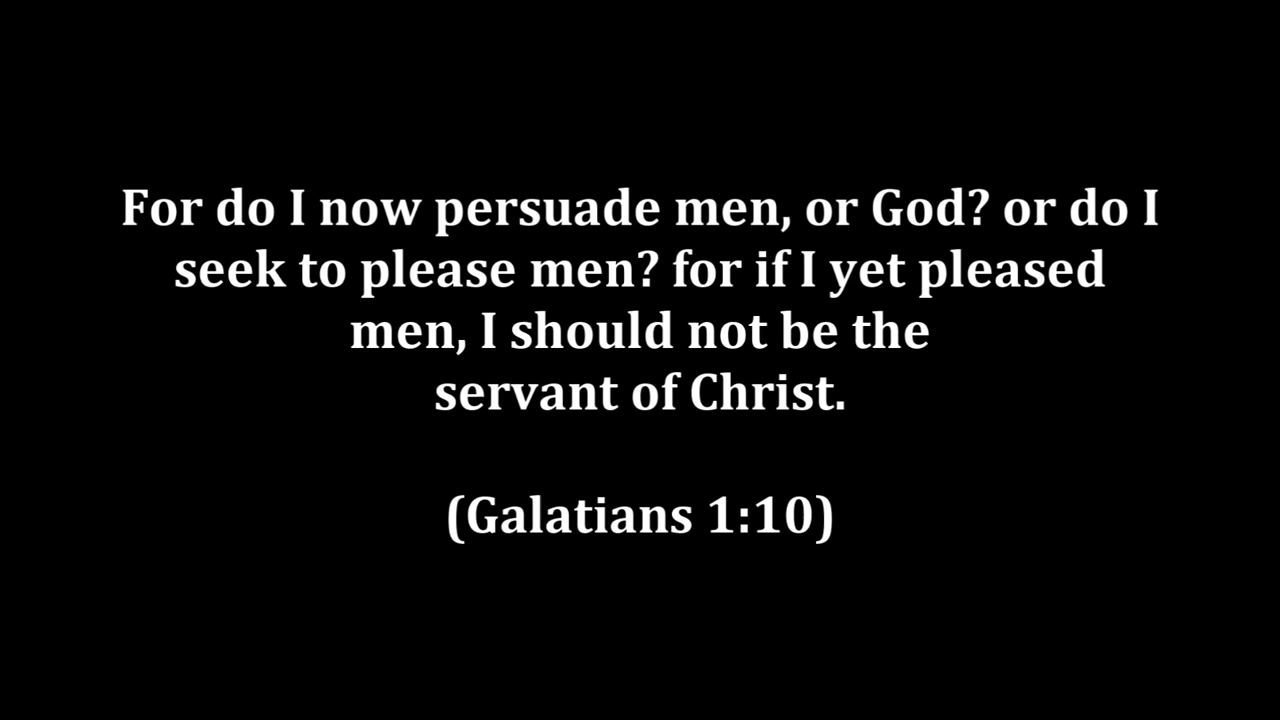 For do I now persuade men, or God? or do I
seek to please men? for if I yet pleased
men, I should not be the
servant of Christ.
(Galatians 1:10)